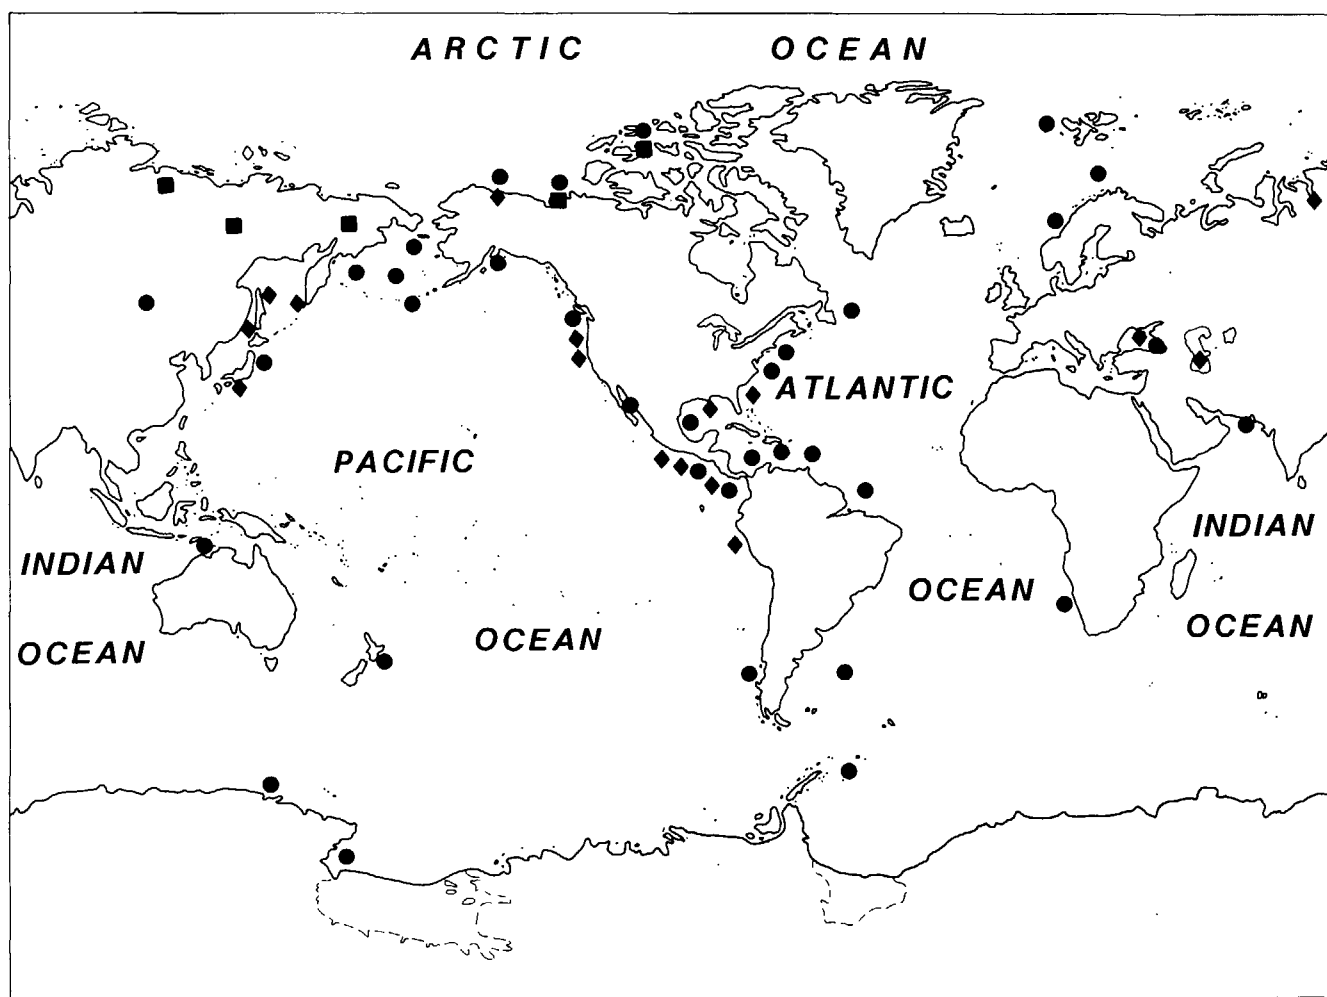 ARCTIC OCEAN
ATLANTIC
PACIFIC
INDIAN
INDIAN
OCEAN
OCEAN
OCEAN
OCEAN